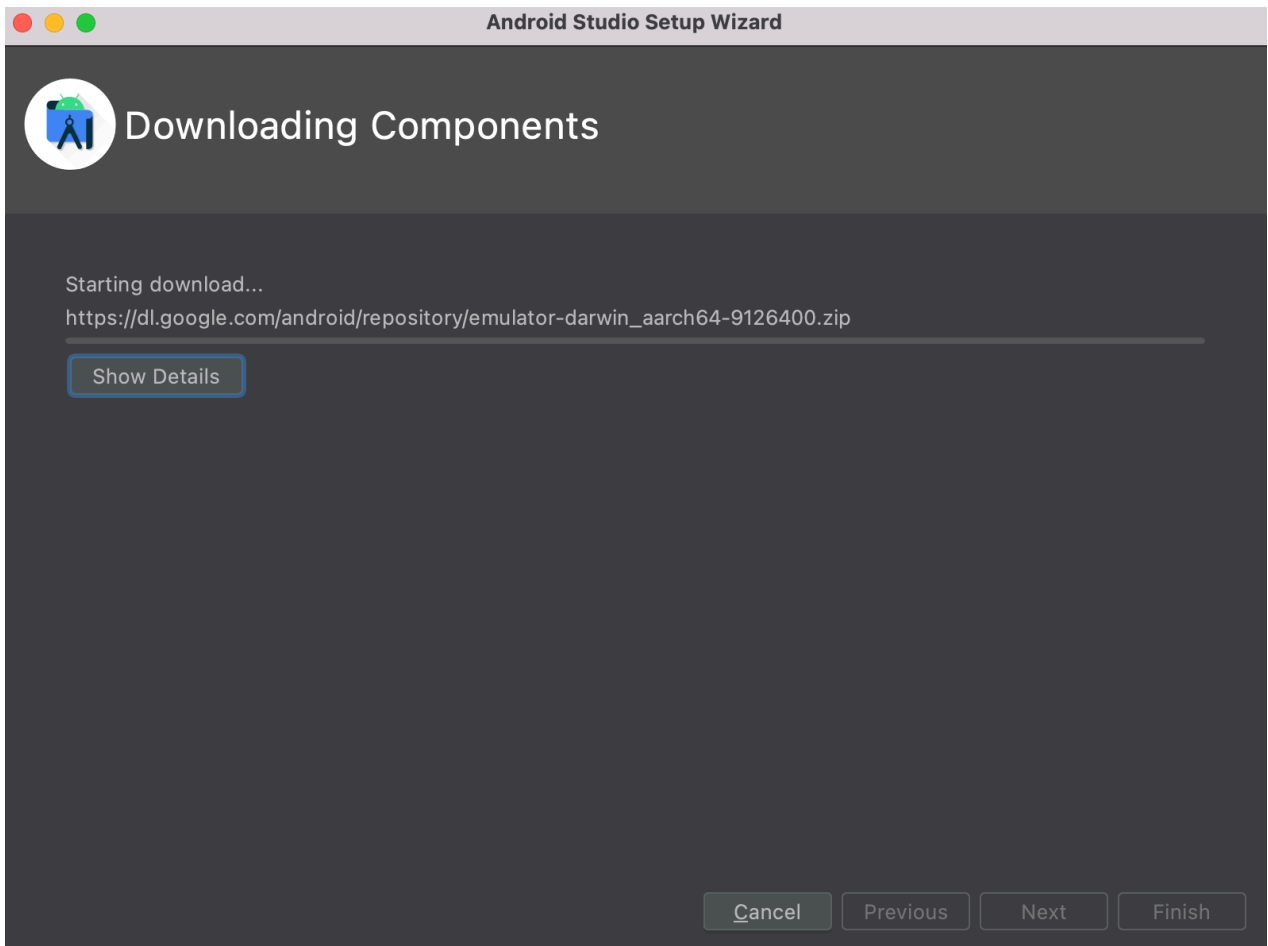 Android Studio Setup Wizard
Downloading Components
Starting download...
https://dl.google.com/android/repository/emulator-darwin_aarch64-9126400.zip
Show Details
Cancel Previous Next Finish